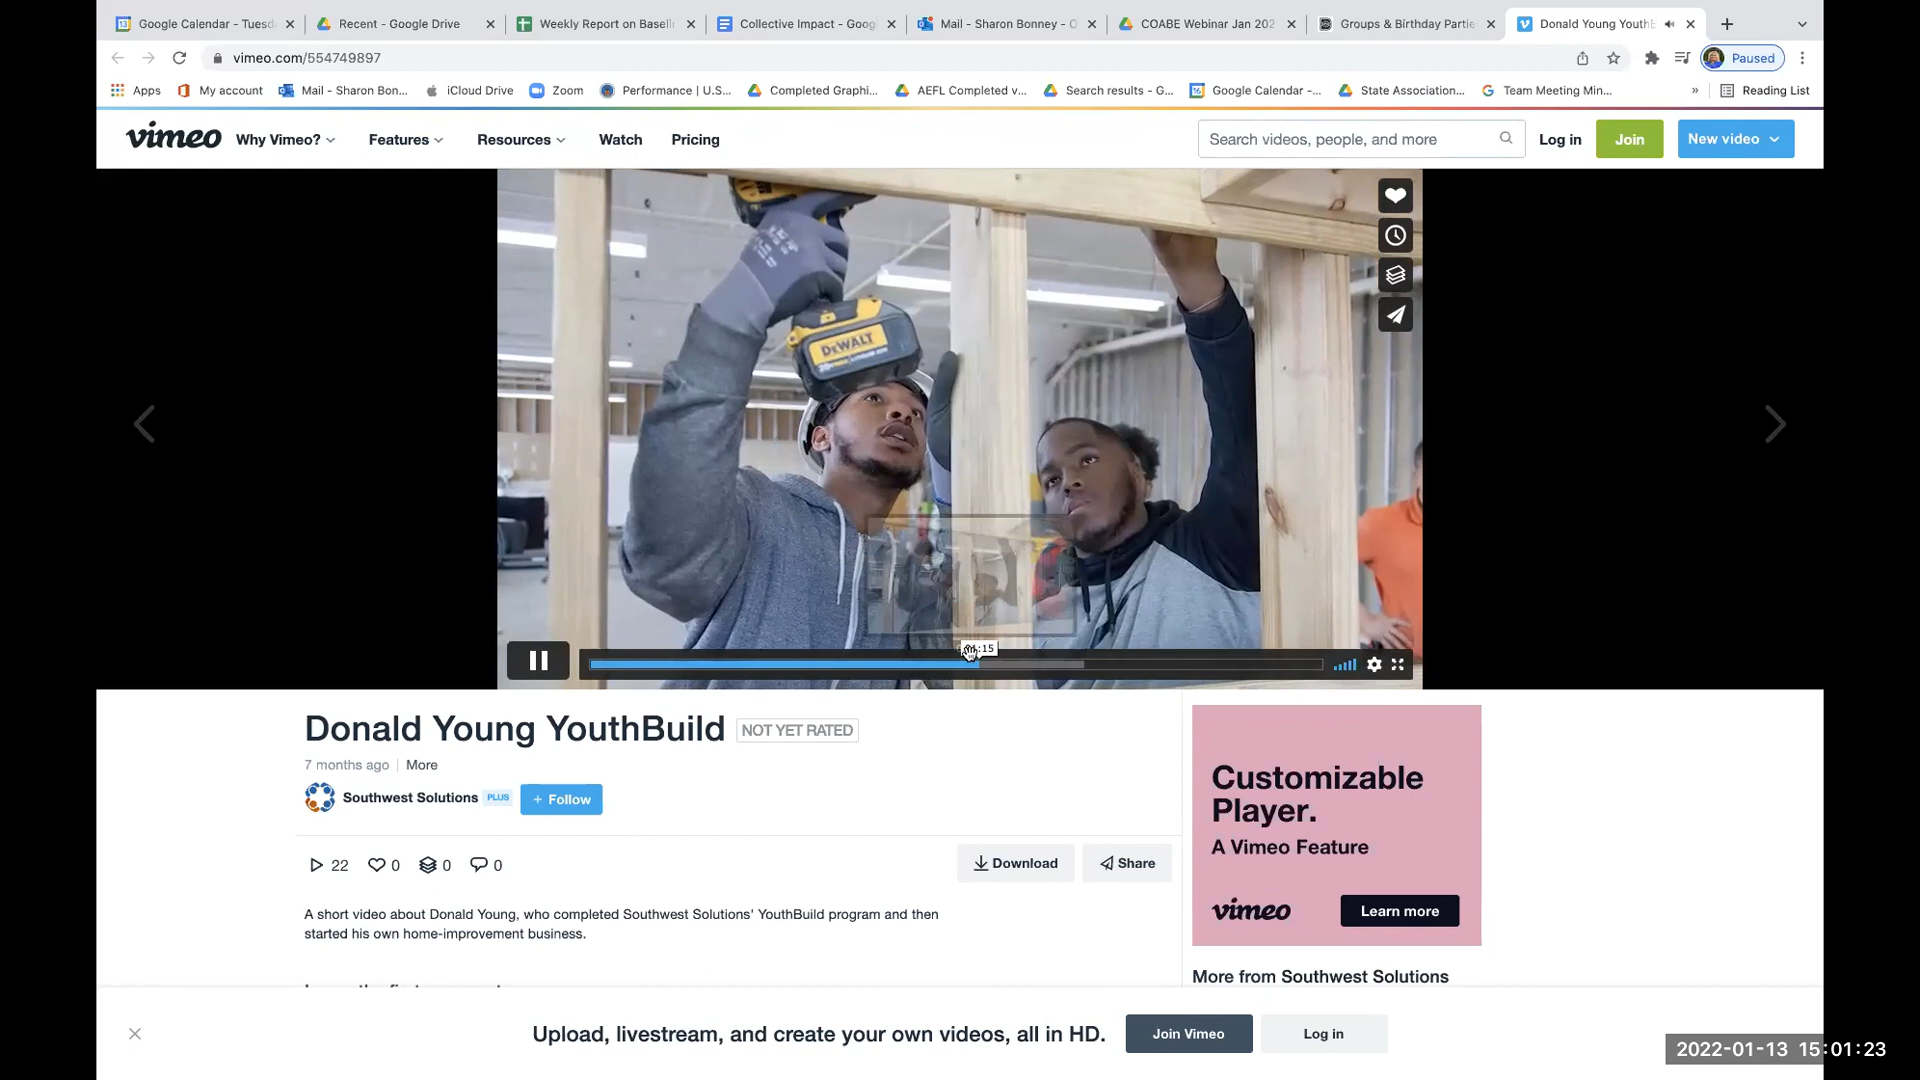 Google Calendar - Tuesd
Recent - Google Drive
Weekly Report on Baseli
Collective Impact - Goog
Mail - Sharon Bonney - O
COABE Webinar Jan 202
Groups & Birthday Partie
Donald Young YouthB
vimeo.com/554749897
Paused
Apps
My account
Mail - Sharon Bon...
iCloud Drive
Zoom
Performance | U.S...
Completed Graphi...
AEFL Completed v...
Search results - G...
Google Calendar -...
State Association...
Team Meeting Min...
»
Reading List
vimeo
Why Vimeo?
Features
Resources
Watch
Pricing
Search videos, people, and more
Log in
Join
New video
DEWALT
:15
Donald Young YouthBuild
NOT YET RATED
7 months ago
More
Southwest Solutions
PLUS
+ Follow
22
0
0
0
Download
Share
A short video about Donald Young, who completed Southwest Solutions' YouthBuild program and then
started his own home-improvement business.
Customizable
Player.
A Vimeo Feature
vimeo
Learn more
More from Southwest Solutions
Upload, livestream, and create your own videos, all in HD.
Join Vimeo
Log in
2022-01-13 15:01:23